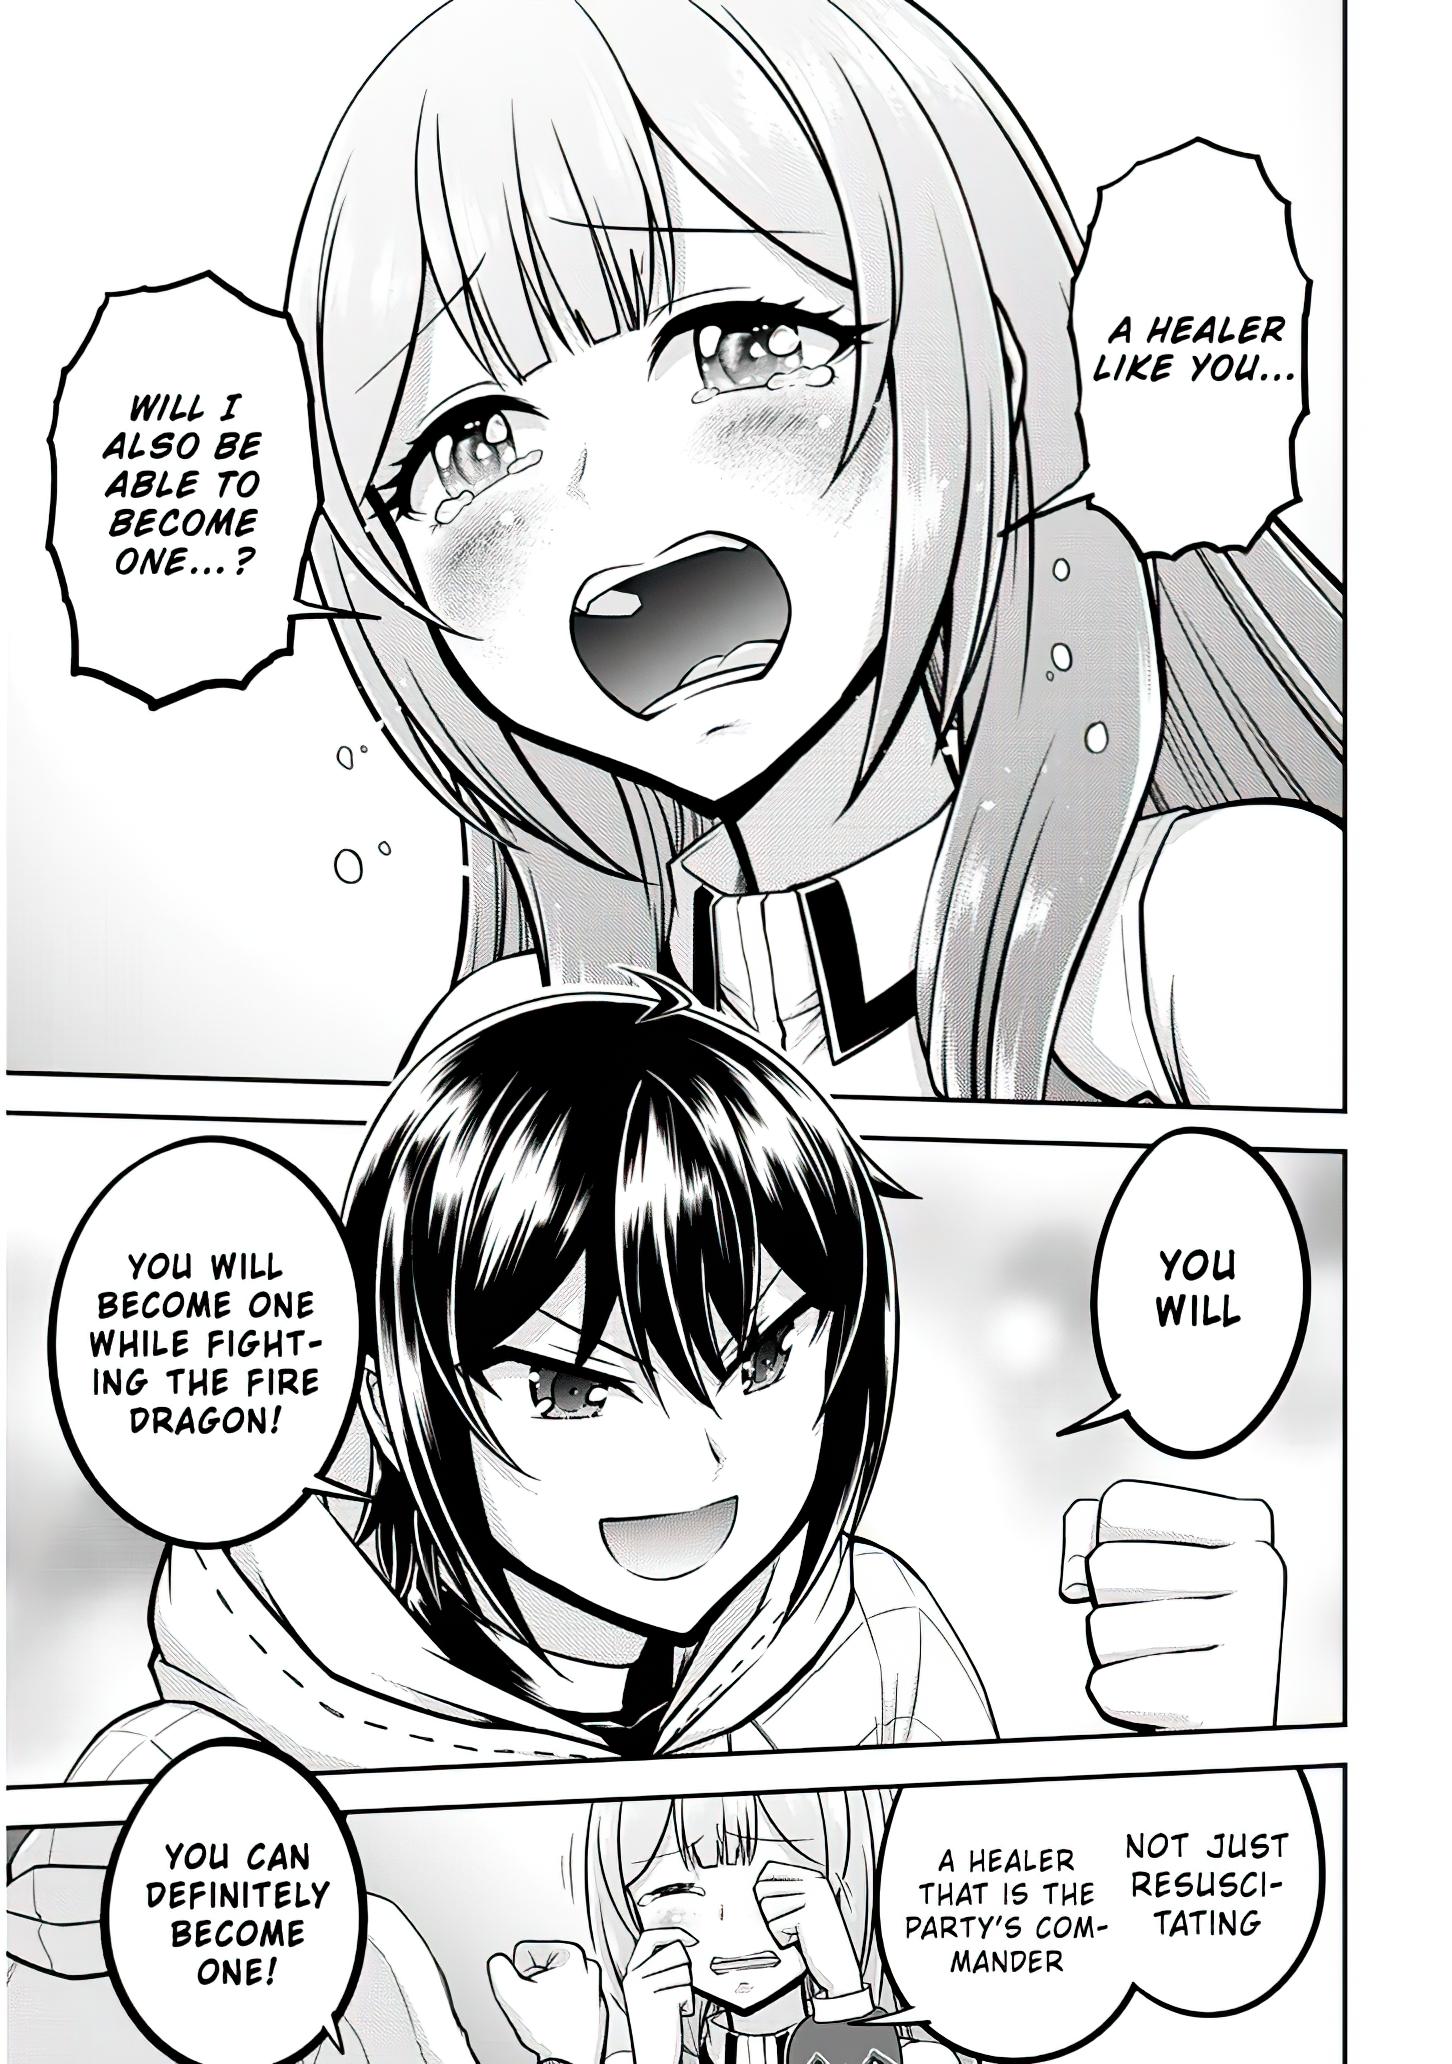 A HEALER
LIKE YOU...
WILL I
ALSO BE
ABLE TO
BECOME
ONE...?
YOU
WILL
YOU WILL
BECOME ONE
WHILE FIGHT-
ING THE FIRE
DRAGON!
NOT JUST
RESUSCI-
TATING
A HEALER
THAT IS THE
PARTY'S COM-
MANDER
YOU CAN
DEFINITELY
BECOME
ONE!